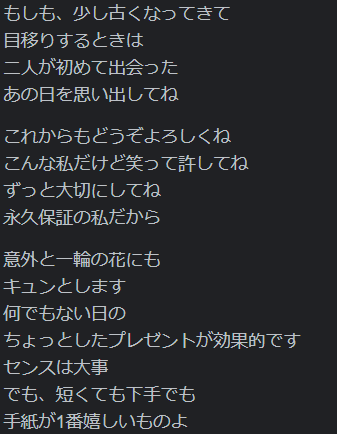 もしも、少し古くなってきて
目移りするときは
二人が初めて出会った
あの日を思い出してね
これからもどうぞよろしくね
こんな私だけど笑って許してね
ずっと大切にしてね
永久保証の私だから
意外と一輪の花にも
キュンとします
何でもない日の
ちょっとしたプレゼントが効果的です
センスは大事
でも、短くても下手でも
手紙が1番嬉しいものよ